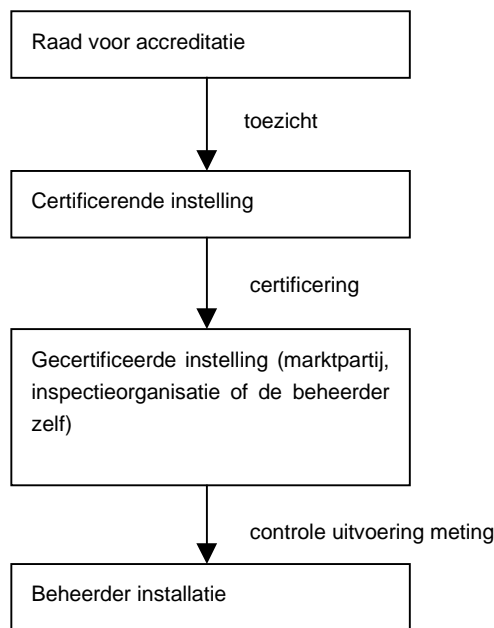 Raad voor accreditatie
toezicht
Certificerende instelling
certificering
Gecertificeerde instelling (marktpartij,
inspectieorganisatie of de beheerder
zelf)
controle uitvoering meting
Beheerder installatie